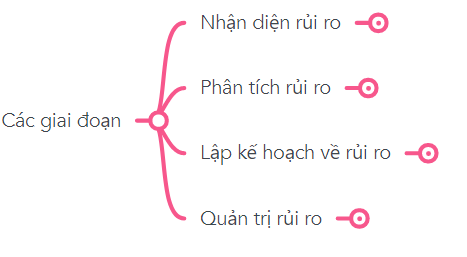 Nhận diện rủi ro
Phân tích rủi ro
Các giai đoạn
Lập kế hoạch về rủi ro
Quản trị rủi ro